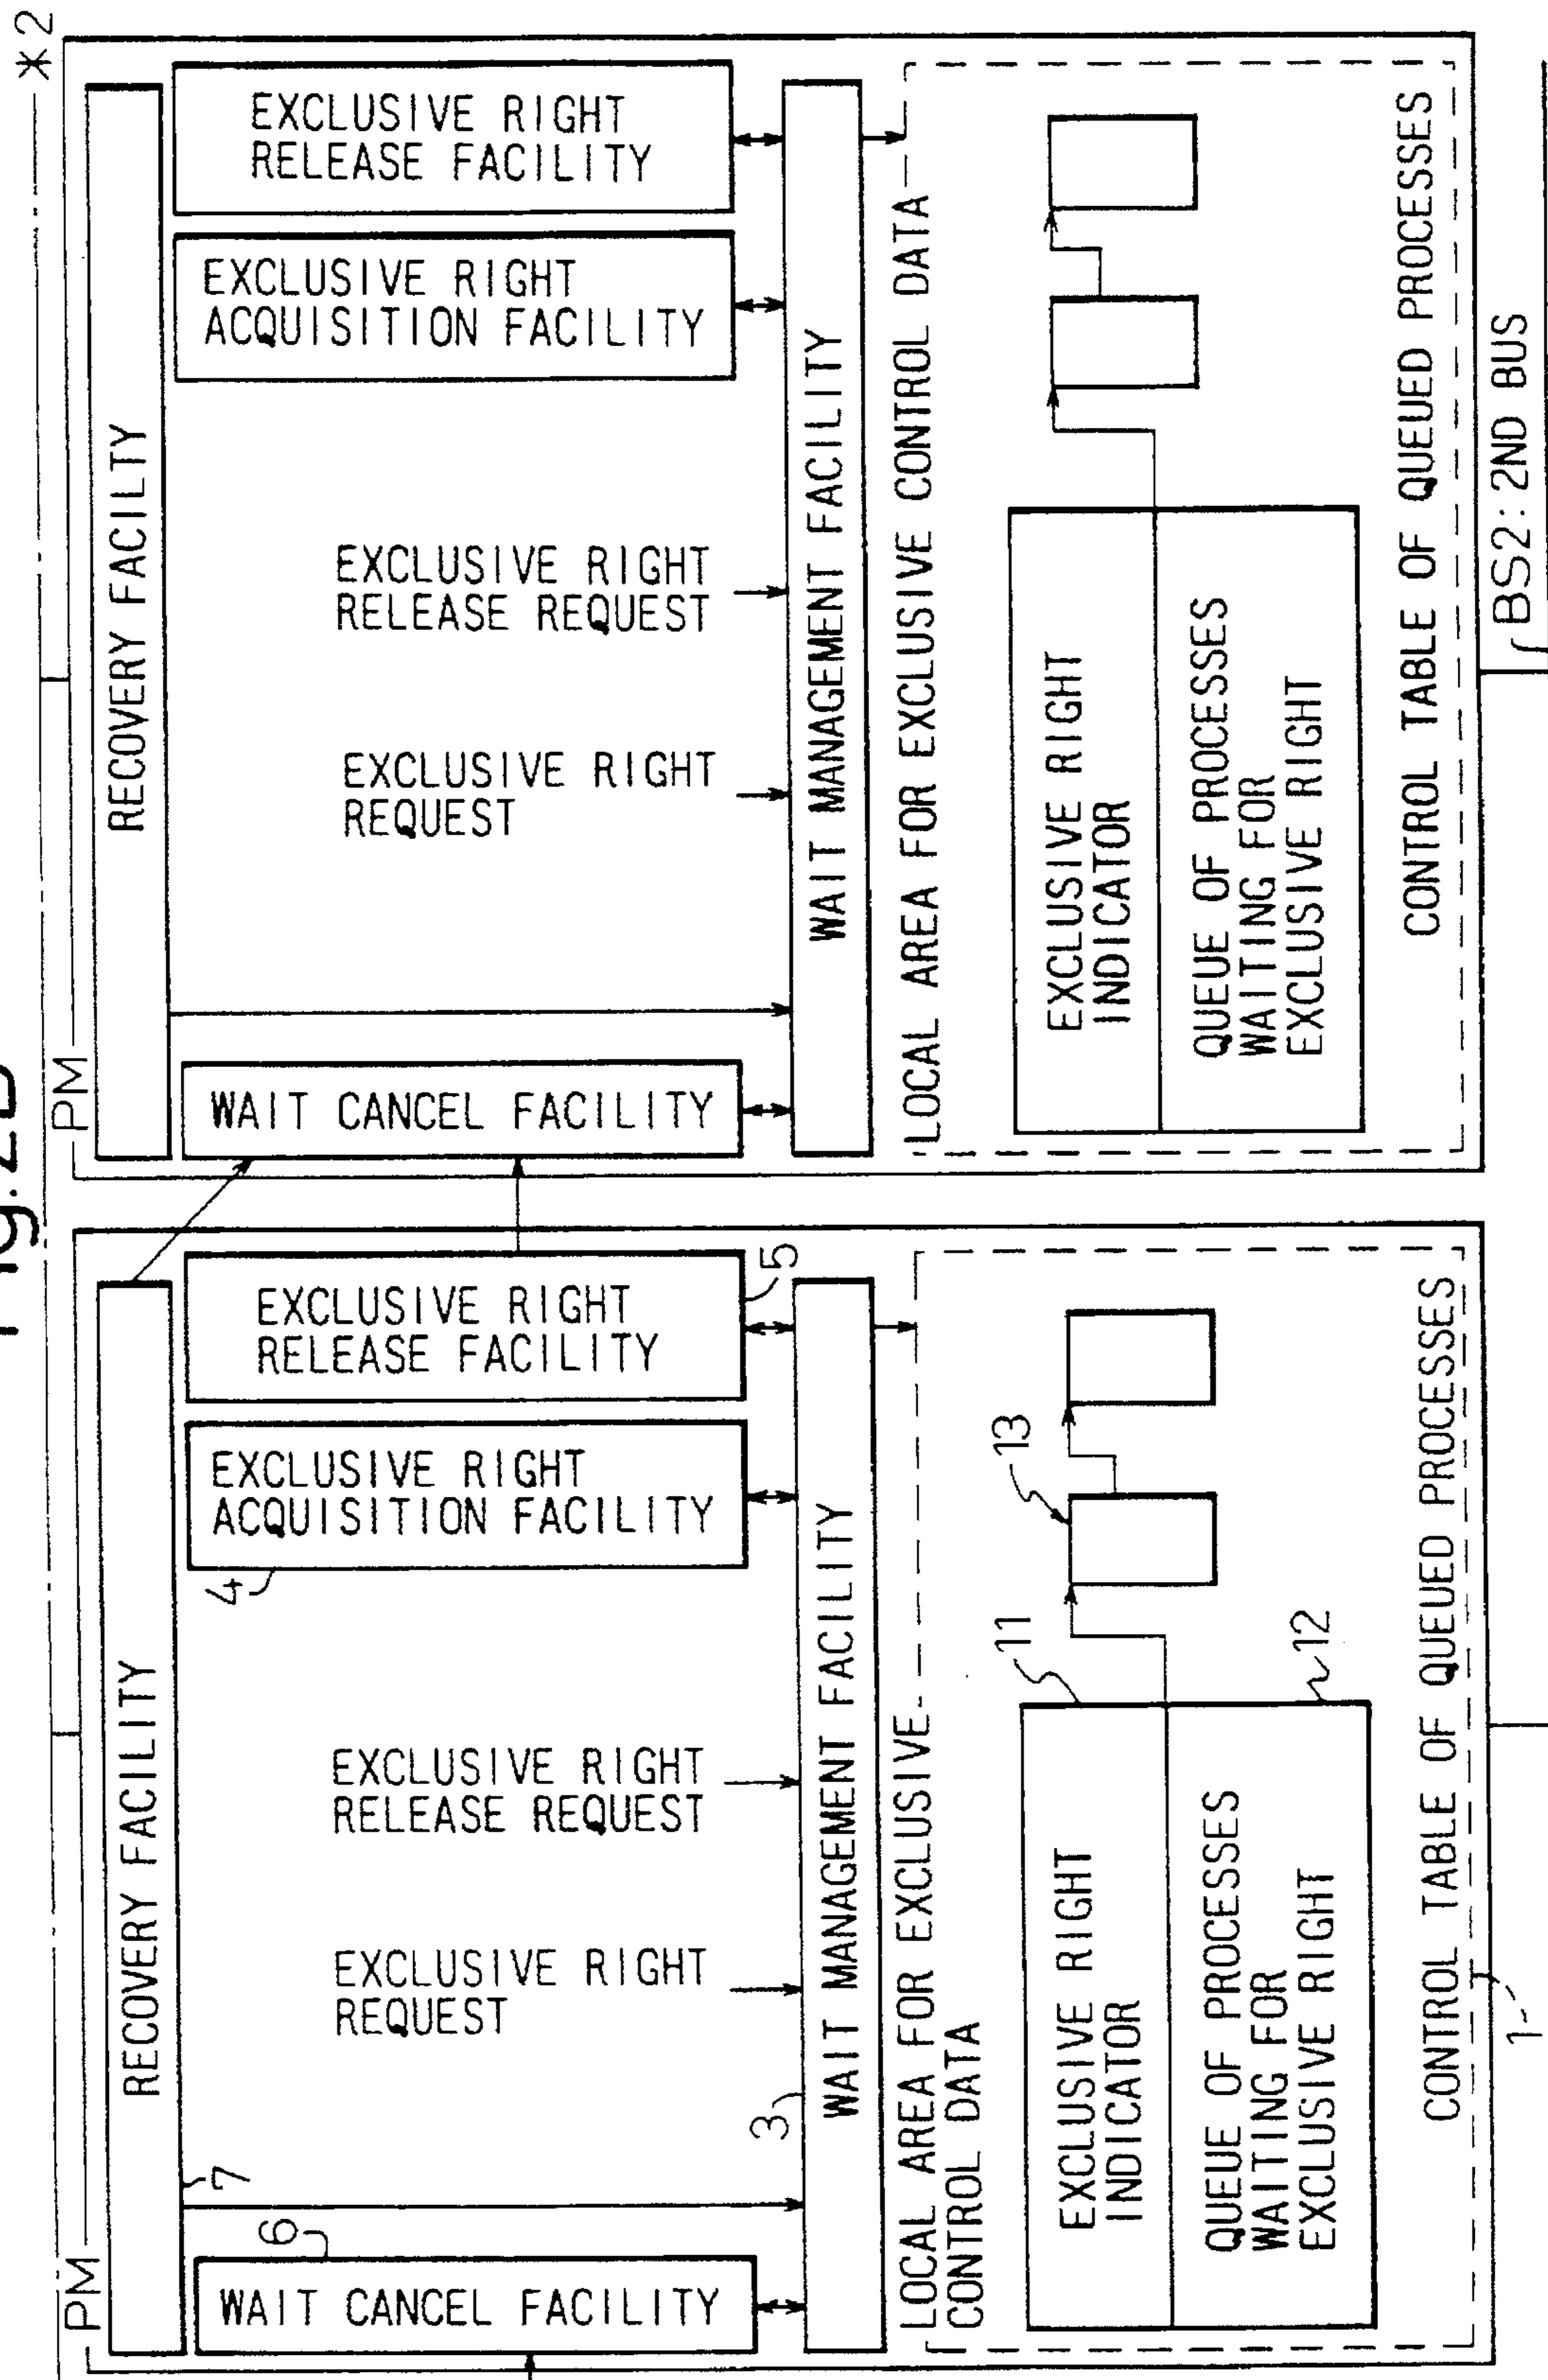 Fig. 2B
*2
PM
RECOVERY FACILITY
7
WAIT CANCEL FACILITY
6
EXCLUSIVE RIGHT
REQUEST
EXCLUSIVE RIGHT
RELEASE REQUEST
EXCLUSIVE RIGHT
ACQUISITION FACILITY
4
EXCLUSIVE RIGHT
RELEASE FACILITY
5
3
WAIT MANAGEMENT FACILITY
LOCAL AREA FOR EXCLUSIVE
CONTROL DATA
EXCLUSIVE RIGHT
INDICATOR
11
QUEUE OF PROCESSES
WAITING FOR
EXCLUSIVE RIGHT
12
13
CONTROL TABLE OF QUEUED PROCESSES
1
PM
RECOVERY FACILTY
WAIT CANCEL FACILITY
EXCLUSIVE RIGHT
REQUEST
EXCLUSIVE RIGHT
RELEASE REQUEST
EXCLUSIVE RIGHT
ACQUISITION FACILITY
EXCLUSIVE RIGHT
RELEASE FACILITY
WAIT MANAGEMENT FACILITY
LOCAL AREA FOR EXCLUSIVE CONTROL DATA
EXCLUSIVE RIGHT
INDICATOR
QUEUE OF PROCESSES
WAITING FOR
EXCLUSIVE RIGHT
CONTROL TABLE OF QUEUED PROCESSES
BS2: 2ND BUS